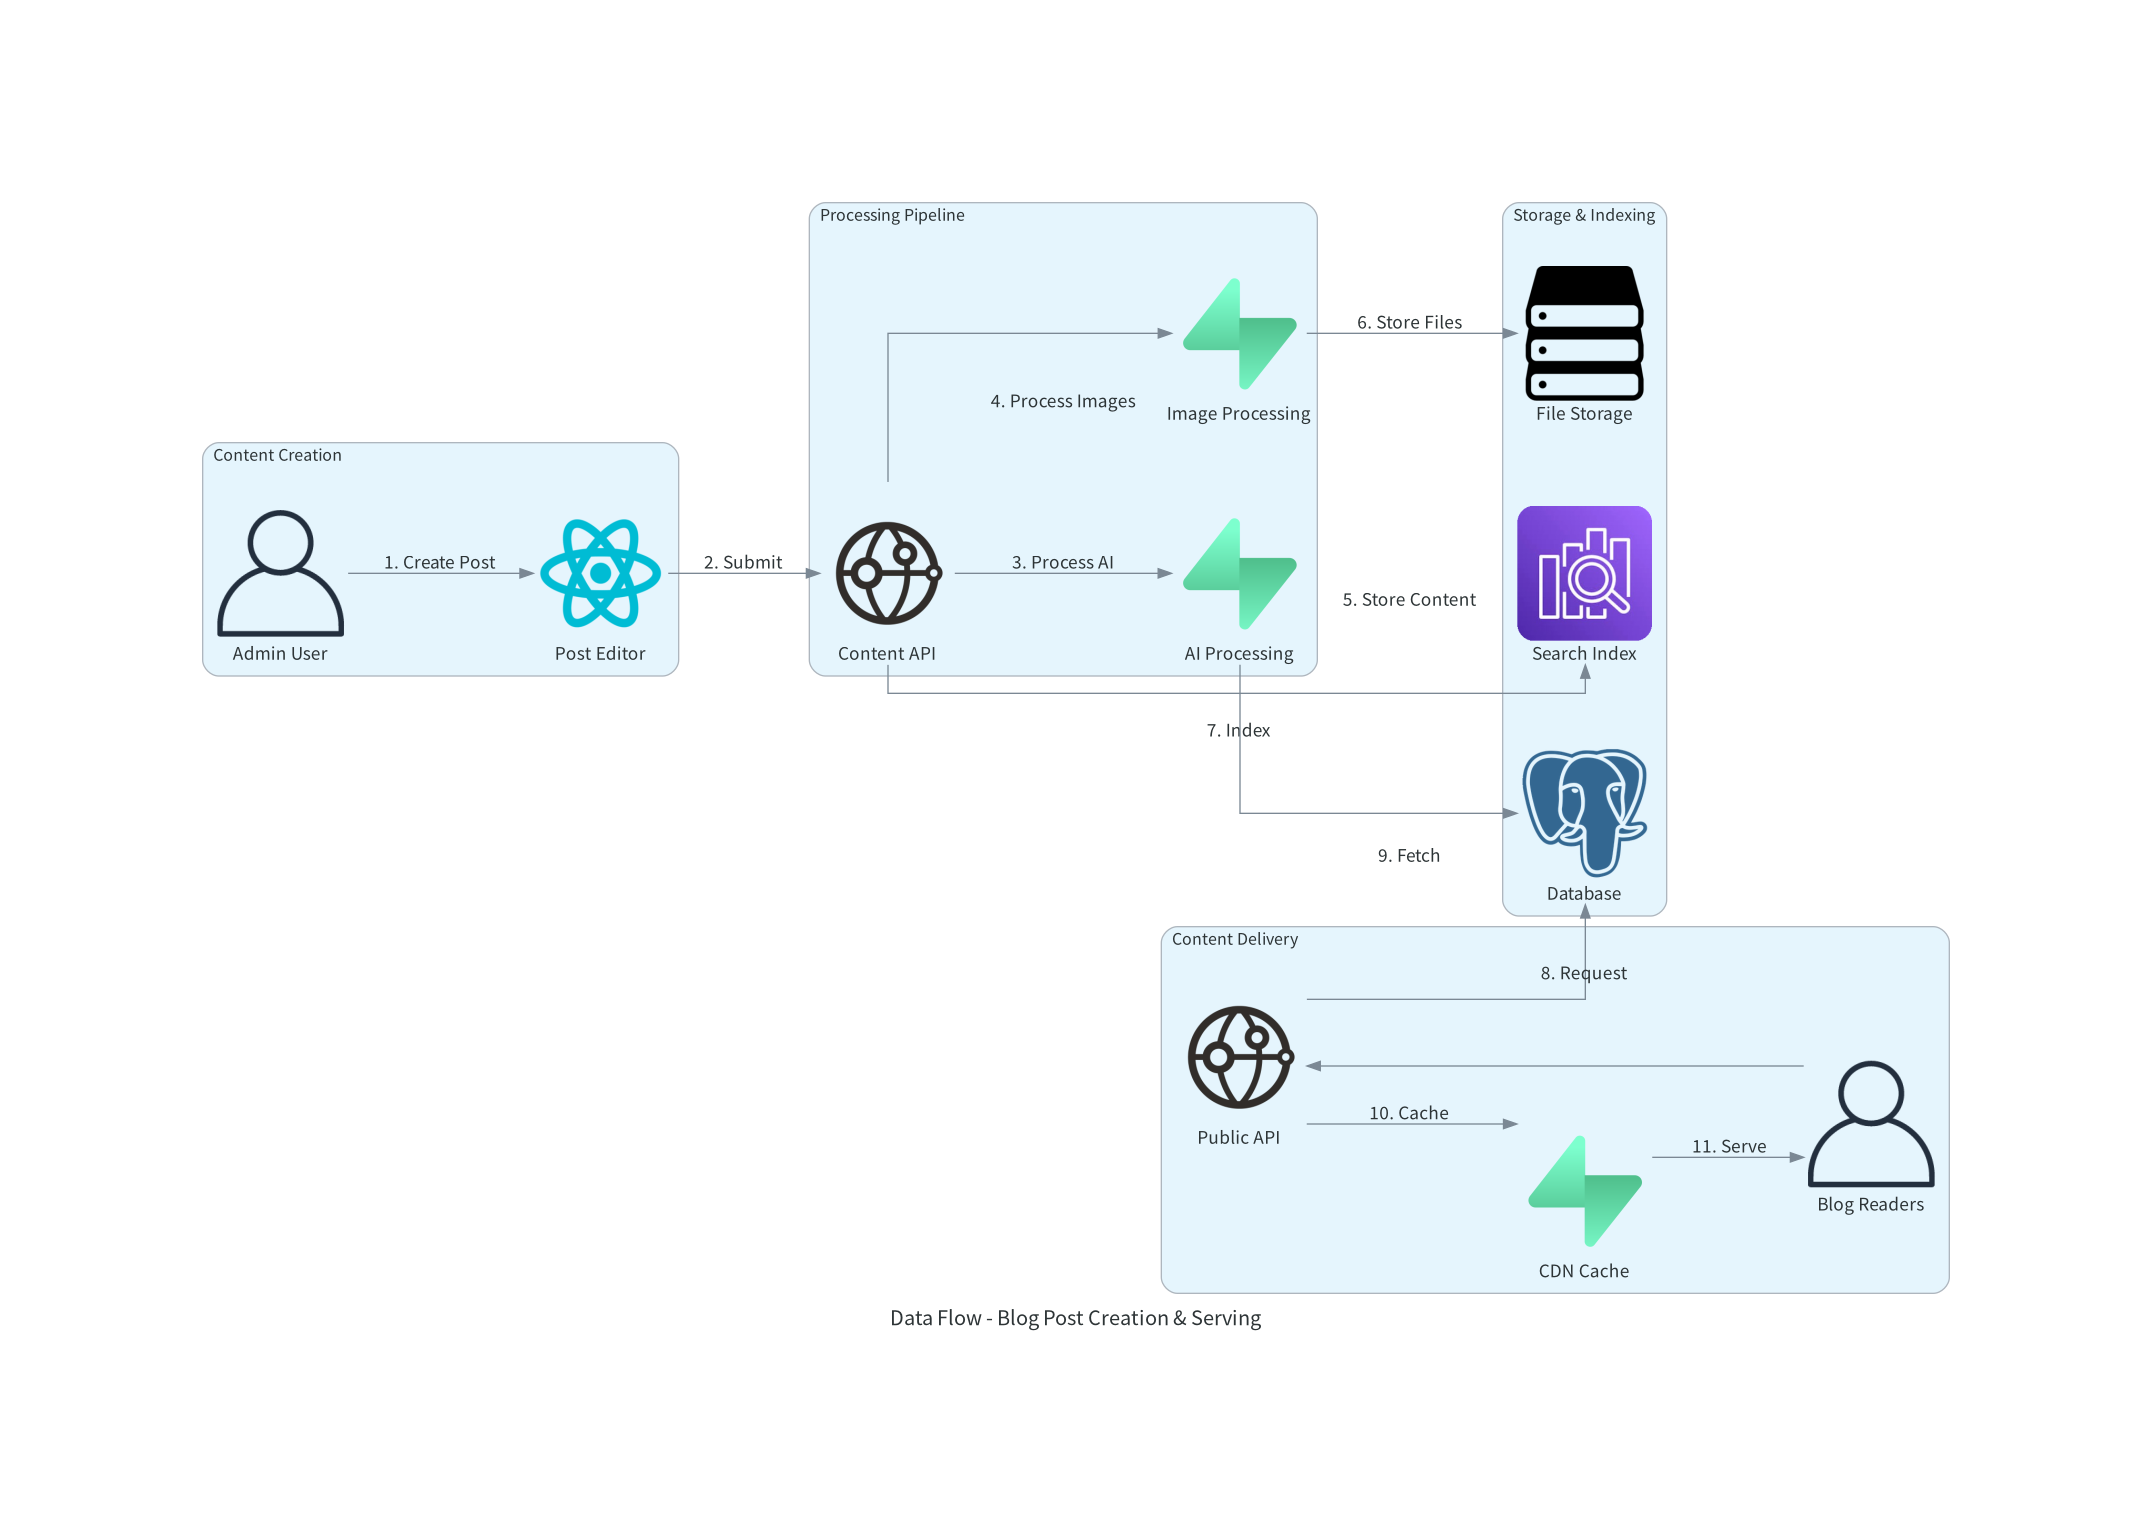 Processing Pipeline
Storage & Indexing
6. Store Files
4. Process Images
Image Processing
File Storage
Content Creation
1. Create Post
2. Submit
3. Process AI
5. Store Content
Admin User
Post Editor
Content API
AI Processing
Search Index
7. Index
9. Fetch
Database
Content Delivery
8. Request
10. Cache
Public API
11. Serve
Blog Readers
CDN Cache
Data Flow - Blog Post Creation & Serving